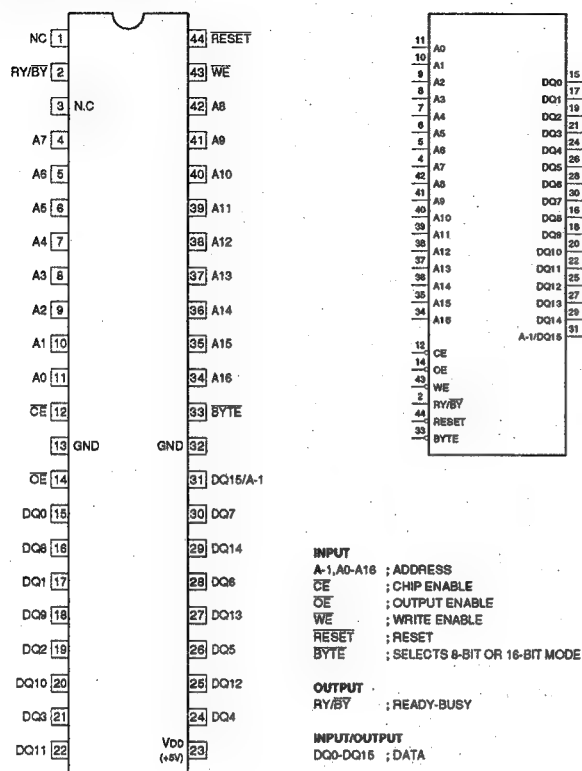 NC 1 44 RESET
RY/BY 2 43 WE
3 N.C 42 A8
A7 4 41 A9
A6 5 40 A10
A5 6 39 A11
A4 7 38 A12
A3 8 37 A13
A2 9 36 A14
A1 10 35 A15
A0 11 34 A16
CE 12 33 BYTE
13 GND GND 32
OE 14 31 DQ15/A-1
DQ0 15 30 DQ7
DQ8 16 29 DQ14
DQ1 17 28 DQ6
DQ9 18 27 DQ13
DQ2 19 26 DQ5
DQ10 20 25 DQ12
DQ3 21 24 DQ4
DQ11 22 VDD 23
(+5V)
11 A0
10 A1
9 A2
8 A3
7 A4
6 A5
5 A6
4 A7
42 A8
41 A9
40 A10
39 A11
38 A12
37 A13
36 A14
35 A15
34 A16
12 CE
14 OE
43 WE
2 RY/BY
44 RESET
33 BYTE
DQ0 15
DQ1 17
DQ2 19
DQ3 21
DQ4 24
DQ5 26
DQ6 28
DQ7 30
DQ8 16
DQ9 18
DQ10 20
DQ11 22
DQ12 25
DQ13 27
DQ14 29
A-1/DQ15 31
INPUT
A-1,A0-A16 ; ADDRESS
CE ; CHIP ENABLE
OE ; OUTPUT ENABLE
WE ; WRITE ENABLE
RESET ; RESET
BYTE ; SELECTS 8-BIT OR 16-BIT MODE
OUTPUT
RY/BY ; READY-BUSY
INPUT/OUTPUT
DQ0-DQ15 ; DATA